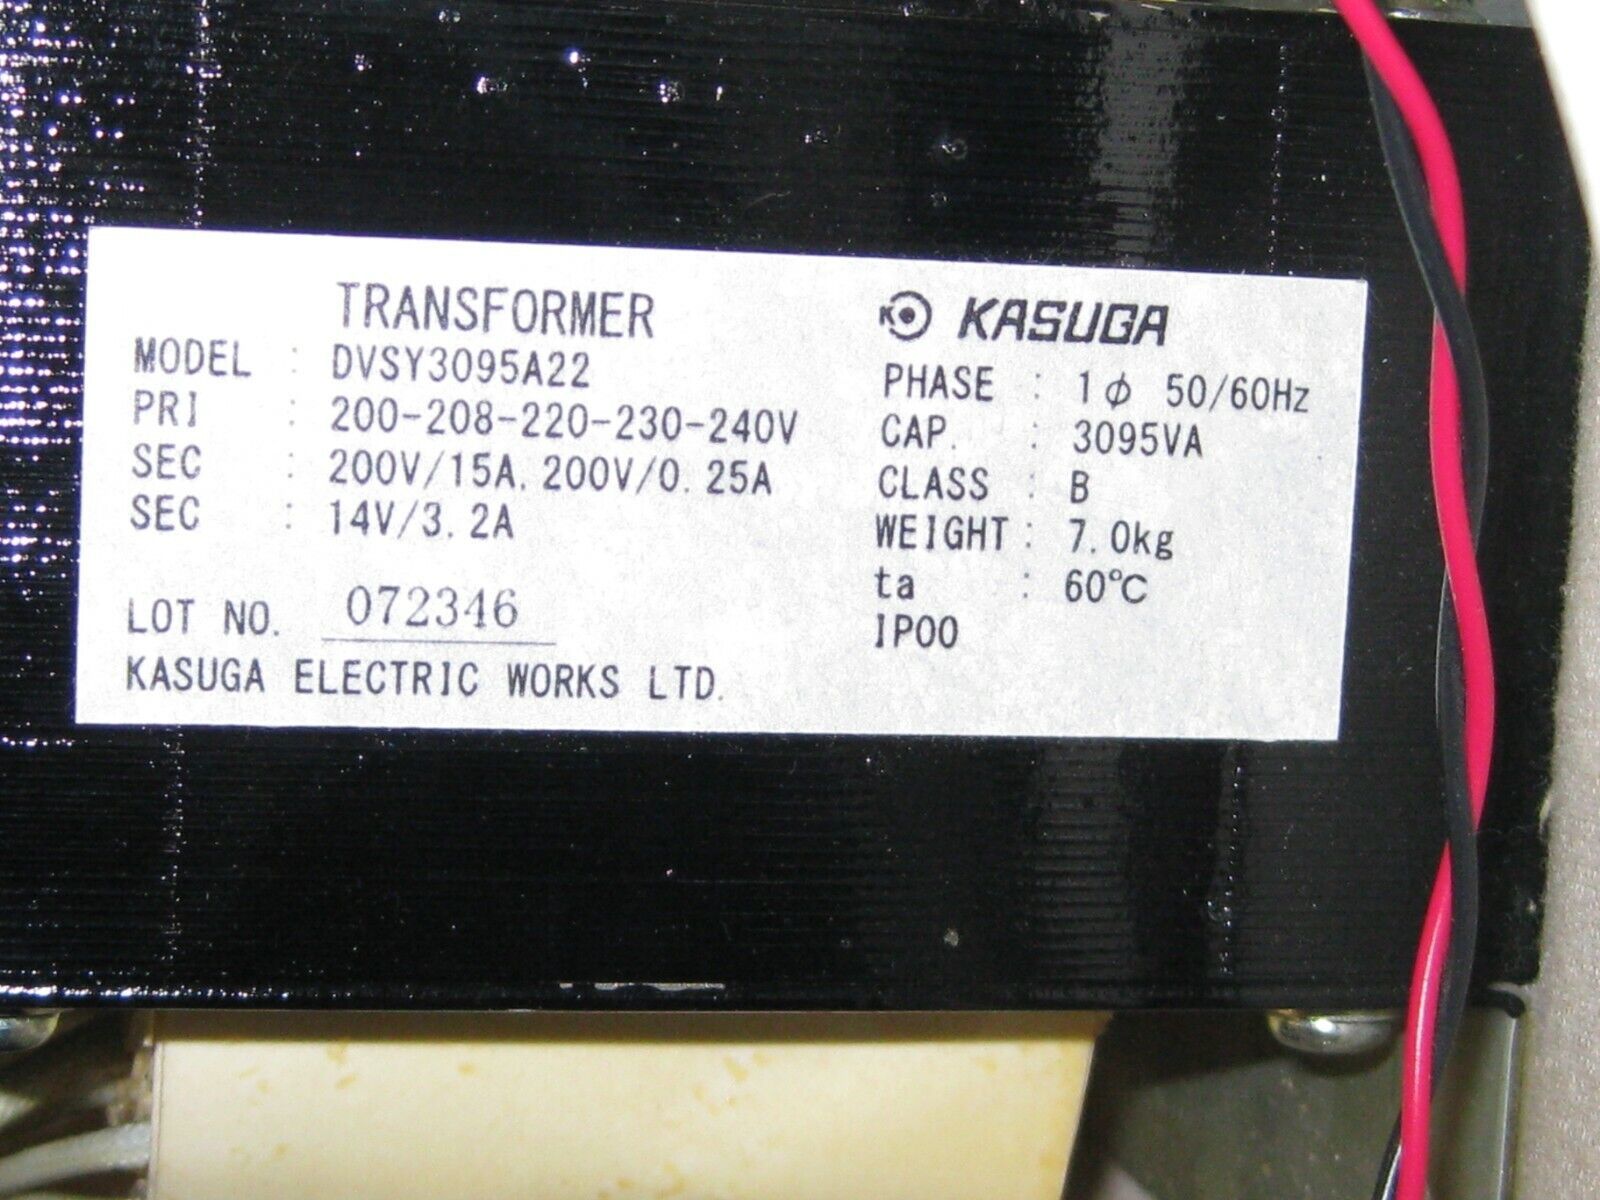 TRANSFORMER
MODEL : DVSY3095A22
PRI : 200-208-220-230-240V
SEC : 200V/15A. 200V/0.25A
SEC : 14V/3.2A
LOT NO. 072346
KASUGA ELECTRIC WORKS LTD.
K KASUGA
PHASE : 1ϕ 50/60Hz
CAP. : 3095VA
CLASS : B
WEIGHT : 7.0kg
ta : 60℃
IP00